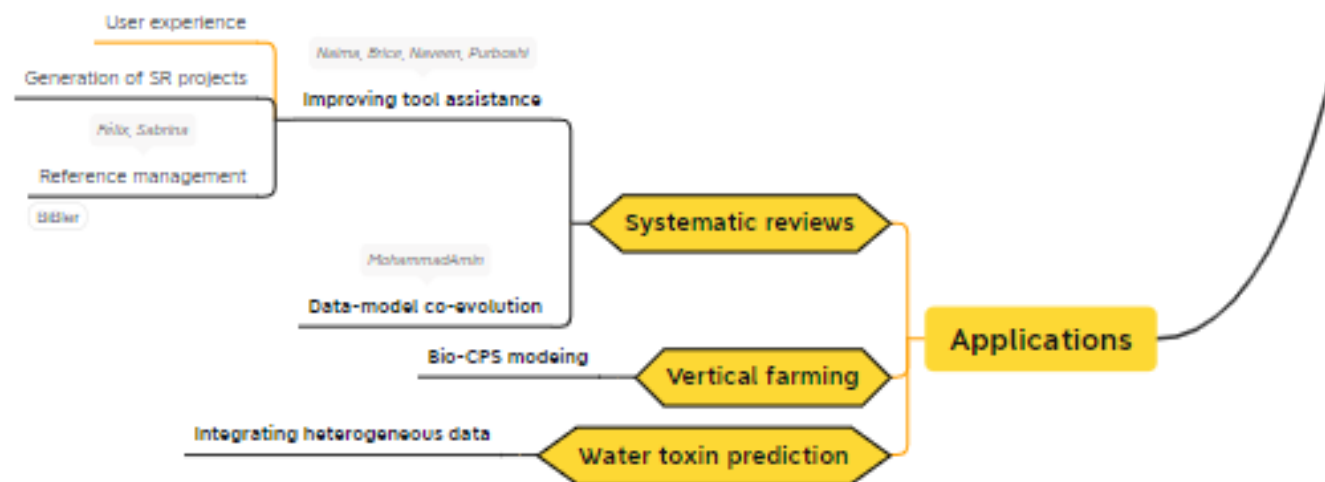 User experience
Naima, Brice, Naveen, Purboshi
Generation of SR projects
Improving tool assistance
Félix, Sabrina
Reference management
BiBler
Systematic reviews
MohammadAmin
Data-model co-evolution
Applications
Bio-CPS modeing
Vertical farming
Integrating heterogeneous data
Water toxin prediction